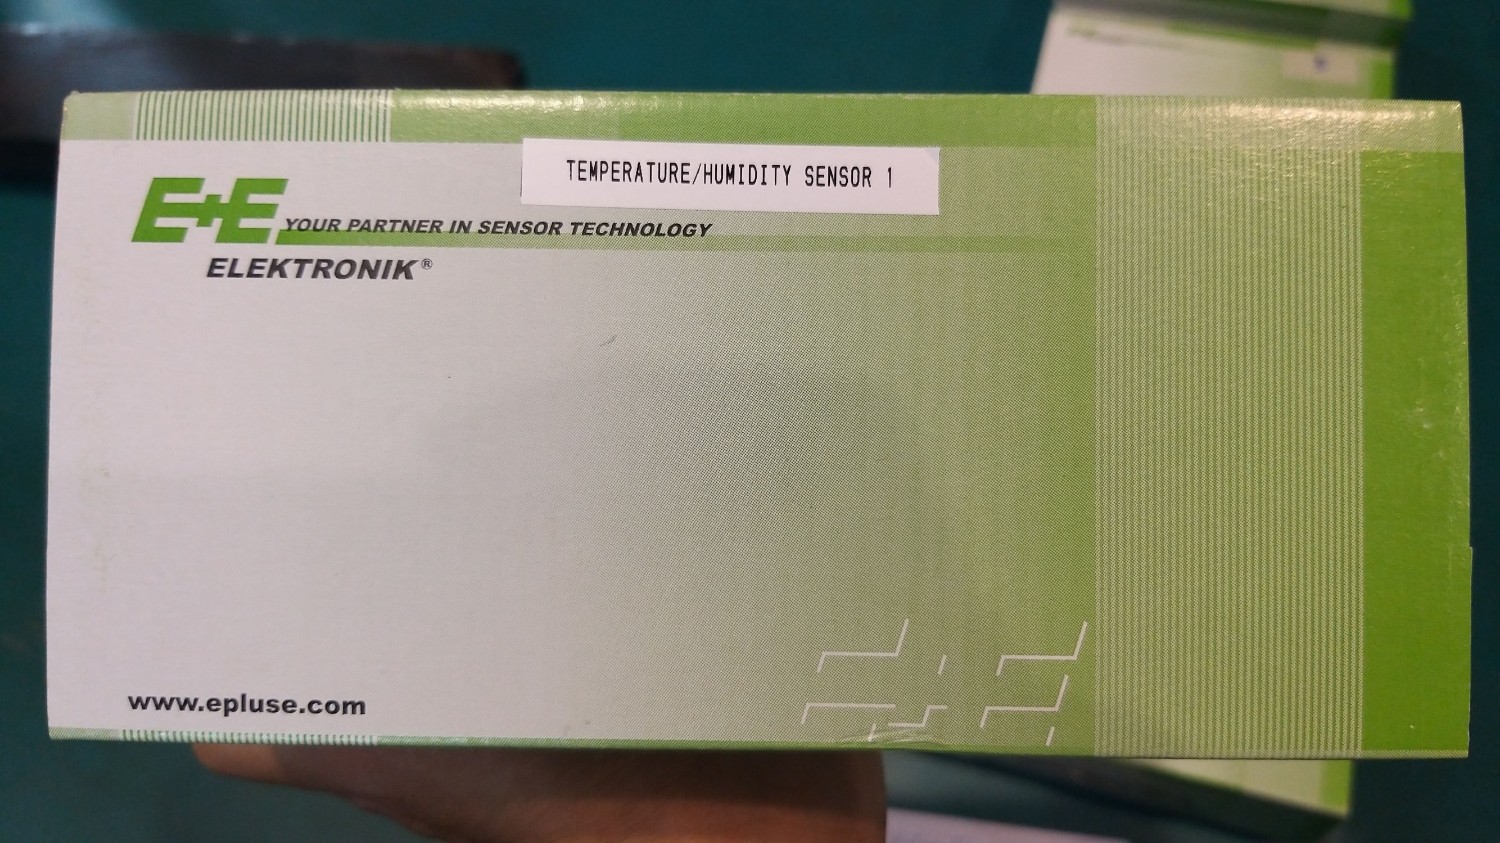 TEMPERATURE/HUMIDITY SENSOR 1
E+E YOUR PARTNER IN SENSOR TECHNOLOGY
ELEKTRONIK®
www.epluse.com